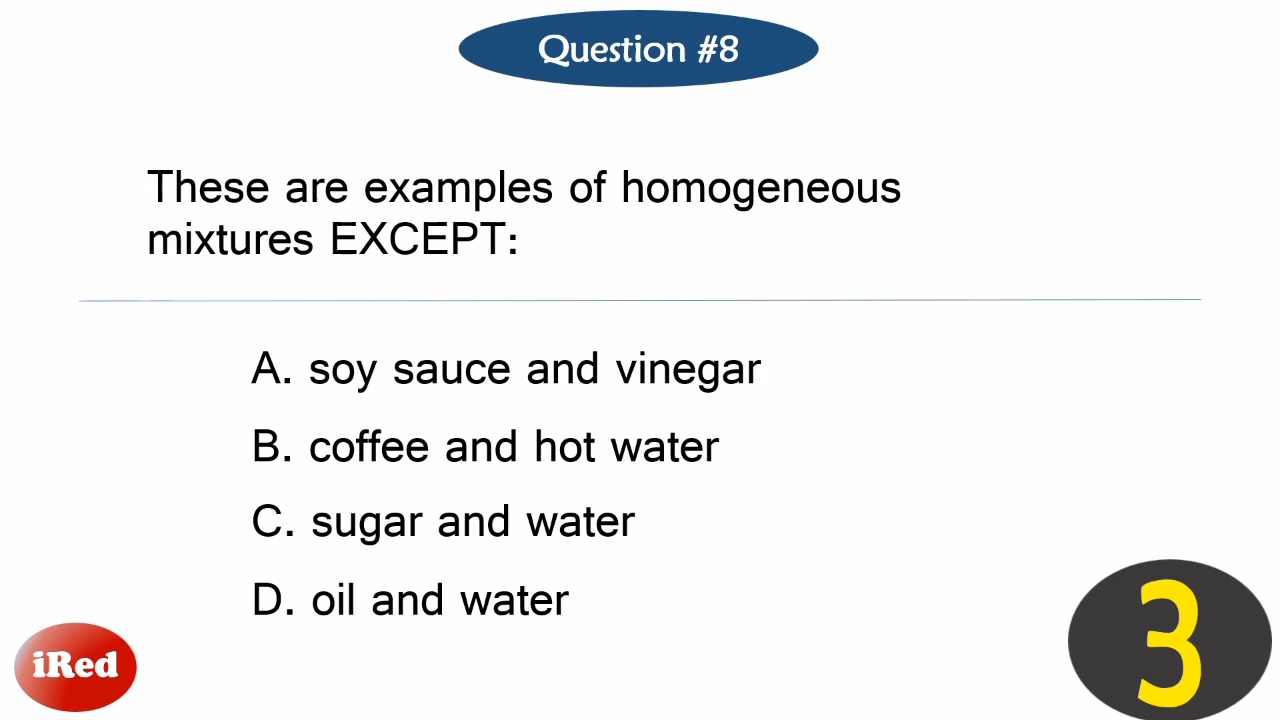 Question #8
These are examples of homogeneous
mixtures EXCEPT:
A. soy sauce and vinegar
B. coffee and hot water
C. sugar and water
D. oil and water
iRed
3